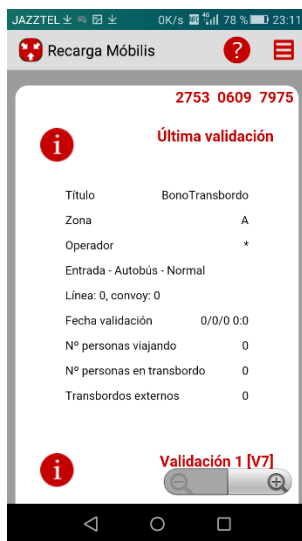 JAZZTEL 0K/s 4G 78 % 23:11
Recarga Móbilis ?
2753 0609 7975
i Última validación
Título BonoTransbordo
Zona A
Operador *
Entrada - Autobús - Normal
Línea: 0, convoy: 0
Fecha validación 0/0/0 0:0
Nº personas viajando 0
Nº personas en transbordo 0
Transbordos externos 0
i Validación 1 [V7]